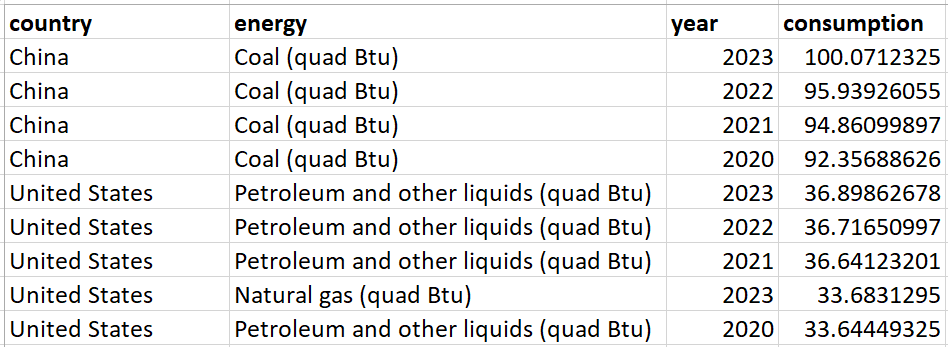 country energy year consumption
China Coal (quad Btu) 2023 100.0712325
China Coal (quad Btu) 2022 95.93926055
China Coal (quad Btu) 2021 94.86099897
China Coal (quad Btu) 2020 92.35688626
United States Petroleum and other liquids (quad Btu) 2023 36.89862678
United States Petroleum and other liquids (quad Btu) 2022 36.71650997
United States Petroleum and other liquids (quad Btu) 2021 36.64123201
United States Natural gas (quad Btu) 2023 33.6831295
United States Petroleum and other liquids (quad Btu) 2020 33.64449325